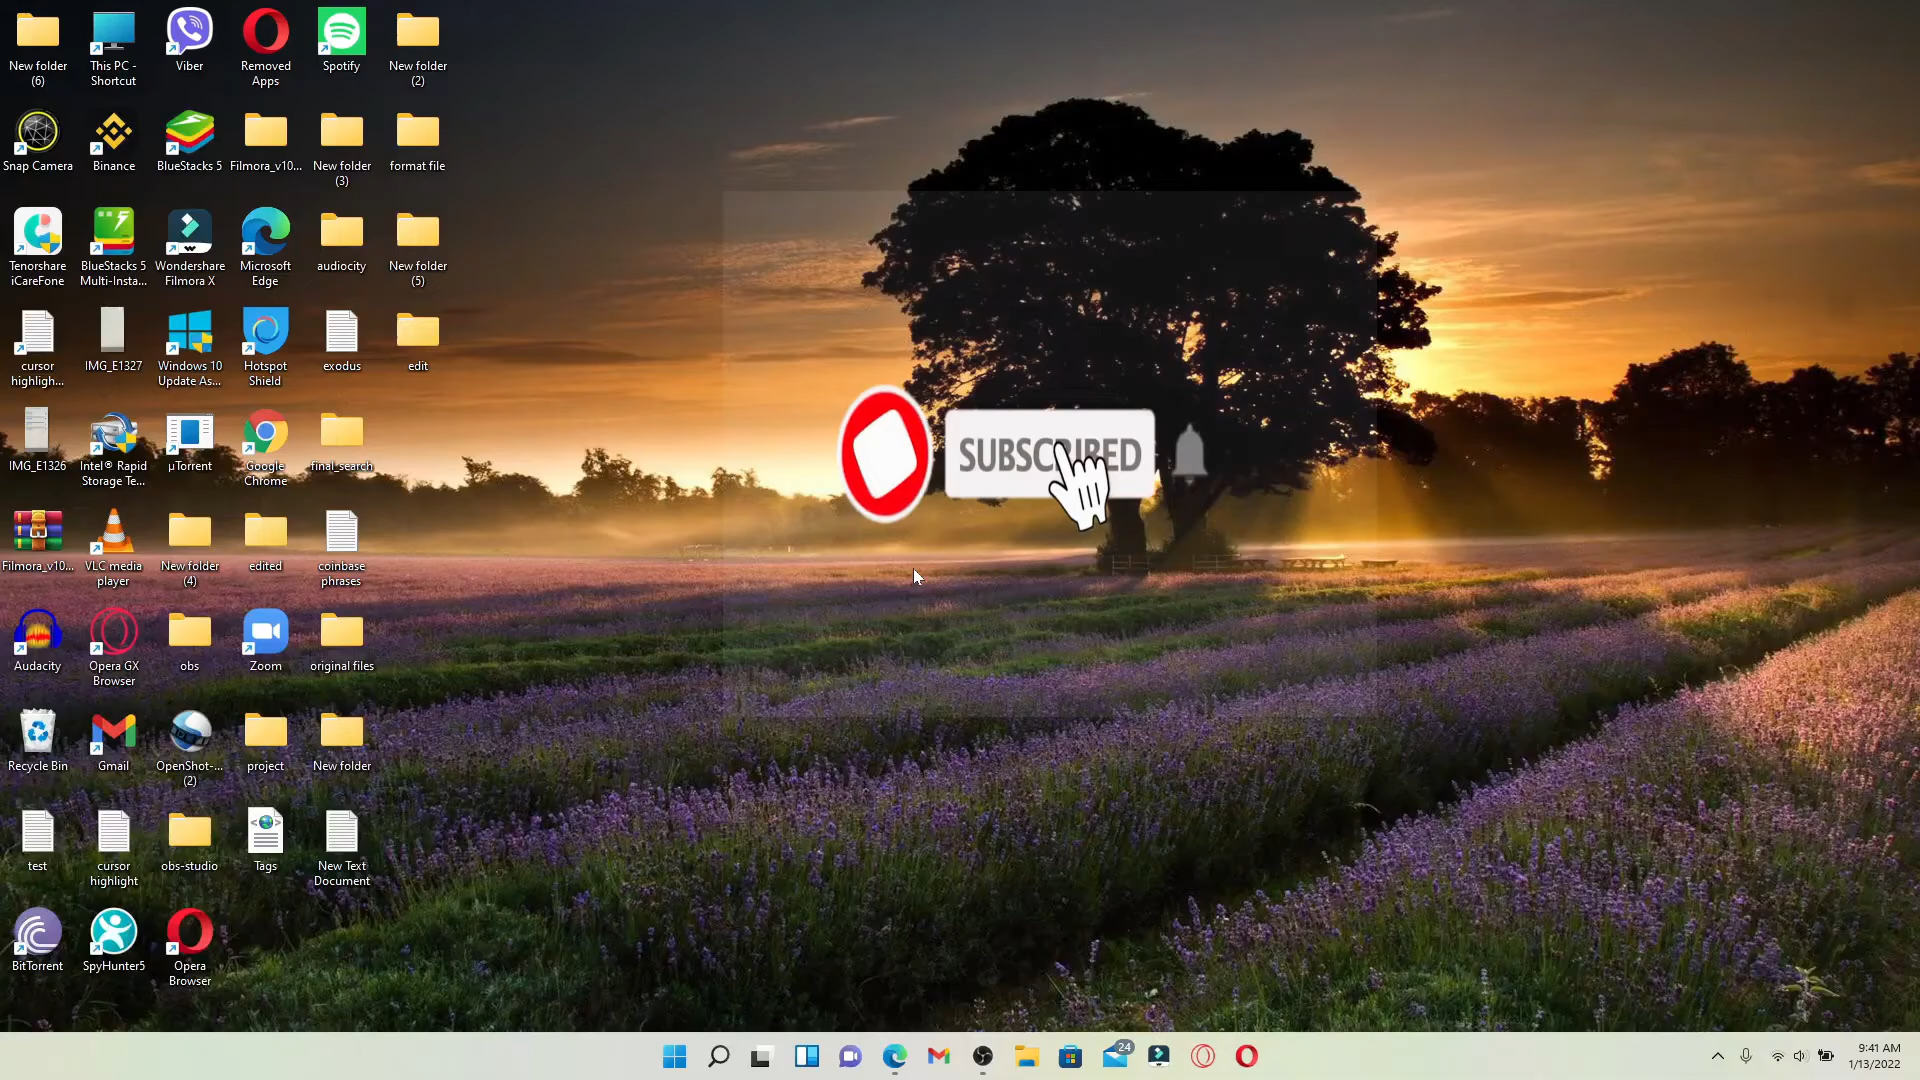 New folder
(6)
This PC -
Shortcut
Viber
Removed
Apps
Spotify
New folder
(2)
Snap Camera
Binance
BlueStacks 5
Filmora_v10...
New folder
(3)
format file
Tenorshare
iCareFone
BlueStacks 5
Multi-Insta...
Wondershare
Filmora X
Microsoft
Edge
audiocity
New folder
(5)
cursor
highligh...
IMG_E1327
Windows 10
Update As...
Hotspot
Shield
exodus
edit
IMG_E1326
Intel® Rapid
Storage Te...
µTorrent
Google
Chrome
final_search
SUBSCRIBED
Filmora_v10...
VLC media
player
New folder
(4)
edited
coinbase
phrases
Audacity
Opera GX
Browser
obs
Zoom
original files
Recycle Bin
Gmail
OpenShot-...
(2)
project
New folder
test
cursor
highlight
obs-studio
Tags
New Text
Document
BitTorrent
SpyHunter5
Opera
Browser
24
9:41 AM
1/13/2022